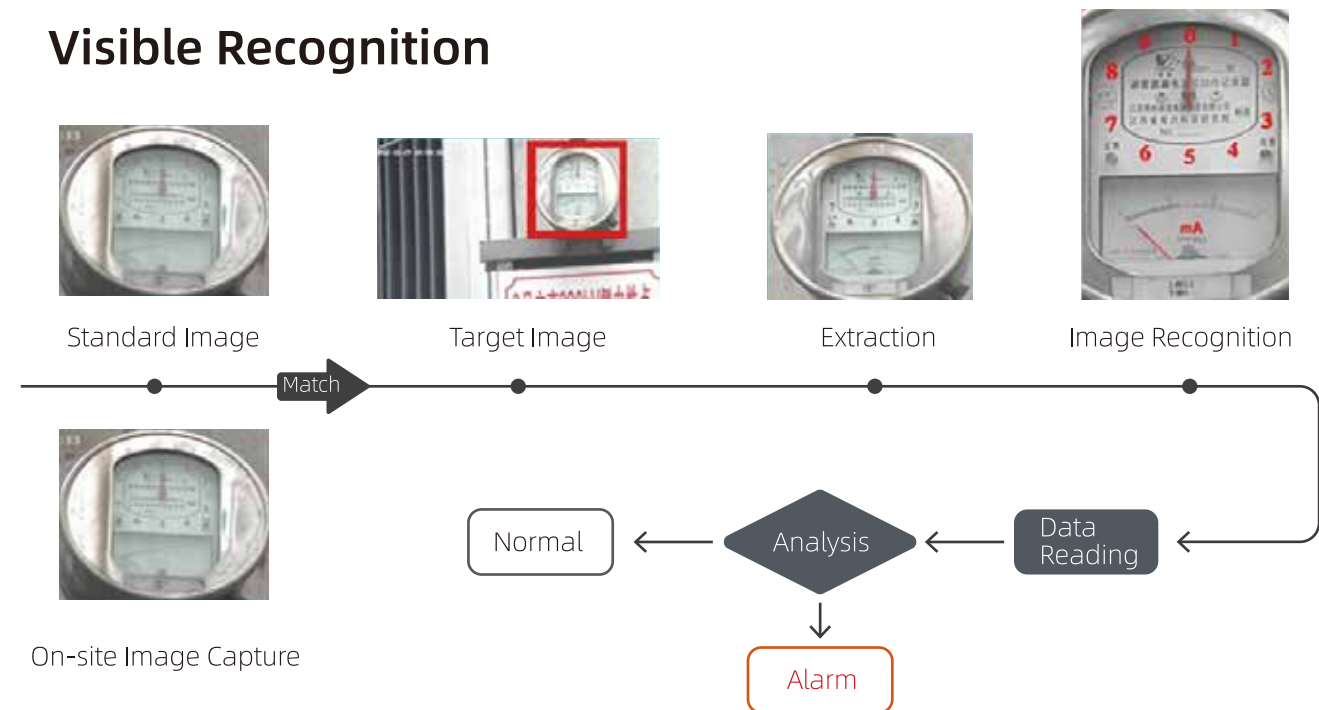 Visible Recognition
9 0 1
8 2
7 3
6 5 4
mA
Standard Image
Target Image
Extraction
Image Recognition
Match
On-site Image Capture
Normal
Analysis
Data
Reading
Alarm